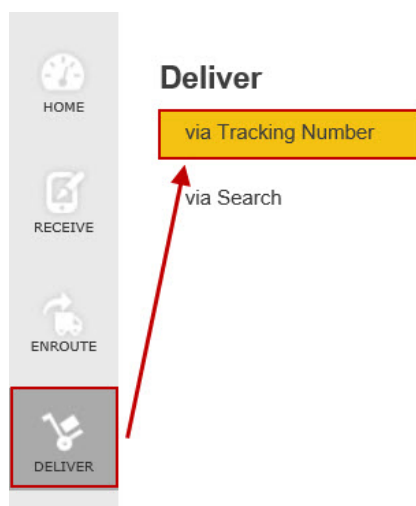 HOME
RECEIVE
ENROUTE
DELIVER
Deliver
via Tracking Number
via Search